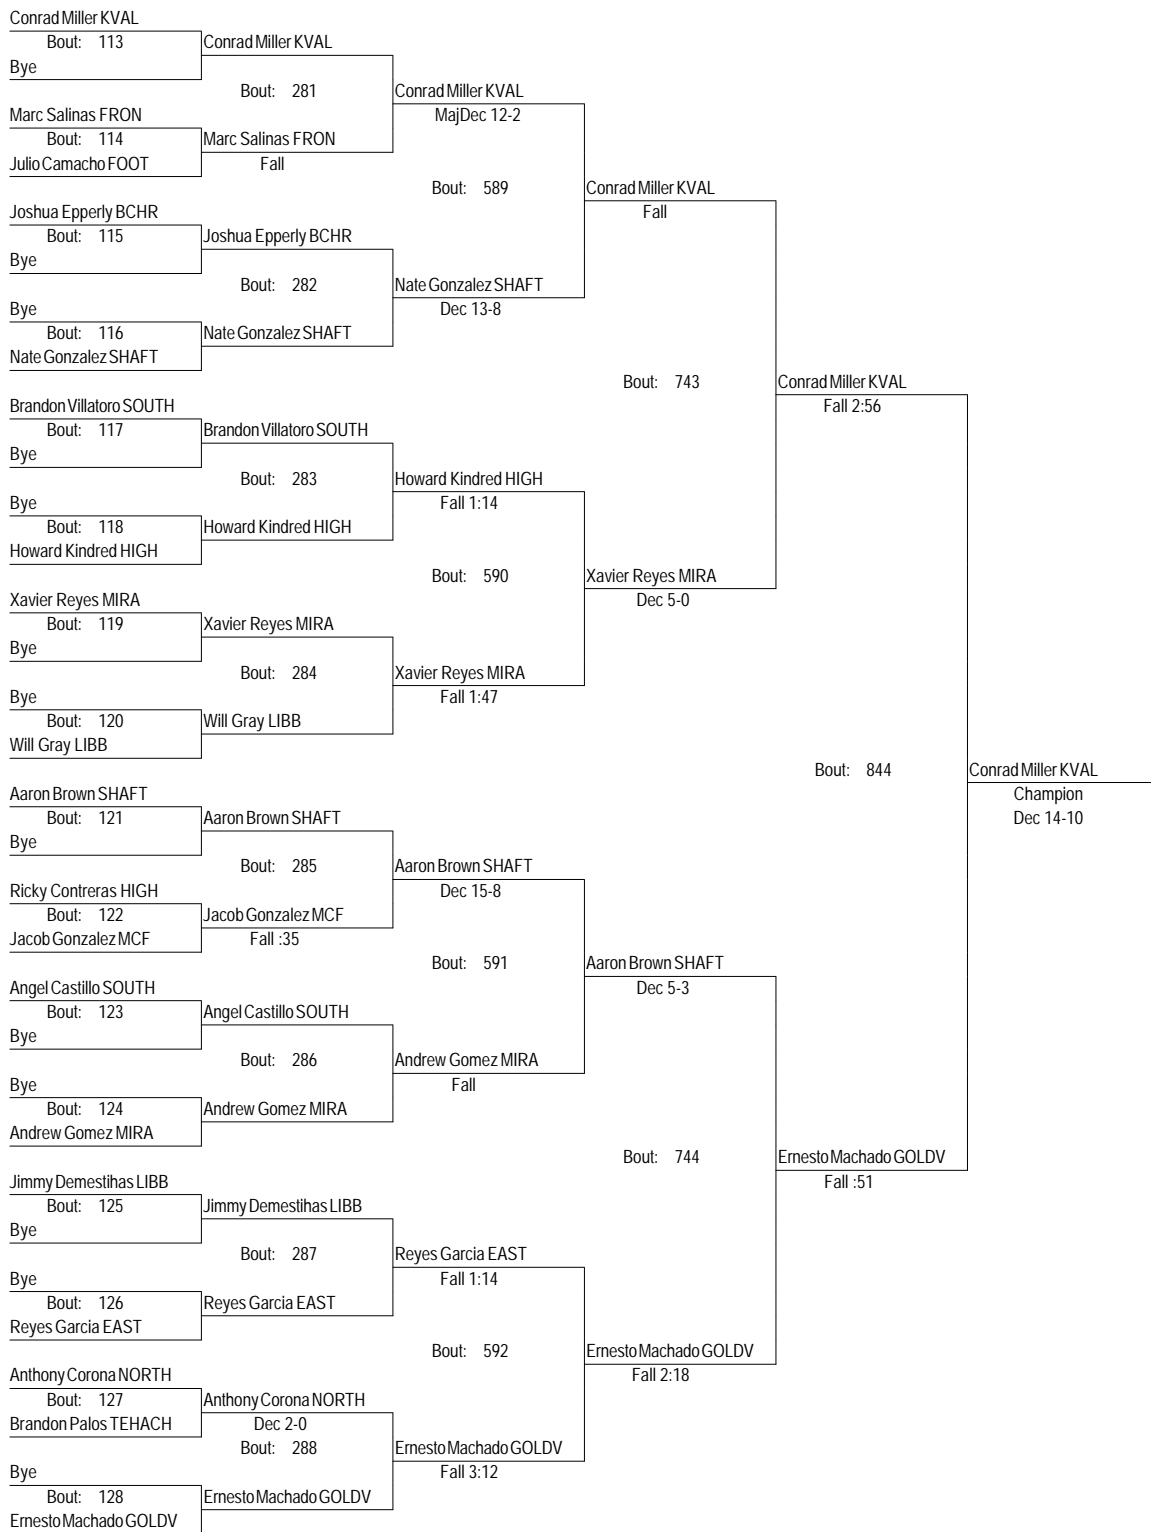 Conrad Miller KVAL
Bout: 113
Conrad Miller KVAL
Bye
Bout: 281
Conrad Miller KVAL
Marc Salinas FRON
MajDec 12-2
Bout: 114
Marc Salinas FRON
Julio Camacho FOOT
Fall
Bout: 589
Conrad Miller KVAL
Joshua Epperly BCHR
Fall
Bout: 115
Joshua Epperly BCHR
Bye
Bout: 282
Nate Gonzalez SHAFT
Bye
Dec 13-8
Bout: 116
Nate Gonzalez SHAFT
Nate Gonzalez SHAFT
Bout: 743
Conrad Miller KVAL
Brandon Villatoro SOUTH
Fall 2:56
Bout: 117
Brandon Villatoro SOUTH
Bye
Bout: 283
Howard Kindred HIGH
Bye
Fall 1:14
Bout: 118
Howard Kindred HIGH
Howard Kindred HIGH
Bout: 590
Xavier Reyes MIRA
Xavier Reyes MIRA
Dec 5-0
Bout: 119
Xavier Reyes MIRA
Bye
Bout: 284
Xavier Reyes MIRA
Bye
Fall 1:47
Bout: 120
Will Gray LIBB
Will Gray LIBB
Bout: 844
Conrad Miller KVAL
Aaron Brown SHAFT
Champion
Bout: 121
Aaron Brown SHAFT
Dec 14-10
Bye
Bout: 285
Aaron Brown SHAFT
Ricky Contreras HIGH
Dec 15-8
Bout: 122
Jacob Gonzalez MCF
Jacob Gonzalez MCF
Fall :35
Bout: 591
Aaron Brown SHAFT
Angel Castillo SOUTH
Dec 5-3
Bout: 123
Angel Castillo SOUTH
Bye
Bout: 286
Andrew Gomez MIRA
Bye
Fall
Bout: 124
Andrew Gomez MIRA
Andrew Gomez MIRA
Bout: 744
Ernesto Machado GOLDV
Jimmy Demestihas LIBB
Fall :51
Bout: 125
Jimmy Demestihas LIBB
Bye
Bout: 287
Reyes Garcia EAST
Bye
Fall 1:14
Bout: 126
Reyes Garcia EAST
Reyes Garcia EAST
Bout: 592
Ernesto Machado GOLDV
Anthony Corona NORTH
Fall 2:18
Bout: 127
Anthony Corona NORTH
Brandon Palos TEHACH
Dec 2-0
Bout: 288
Ernesto Machado GOLDV
Bye
Fall 3:12
Bout: 128
Ernesto Machado GOLDV
Ernesto Machado GOLDV